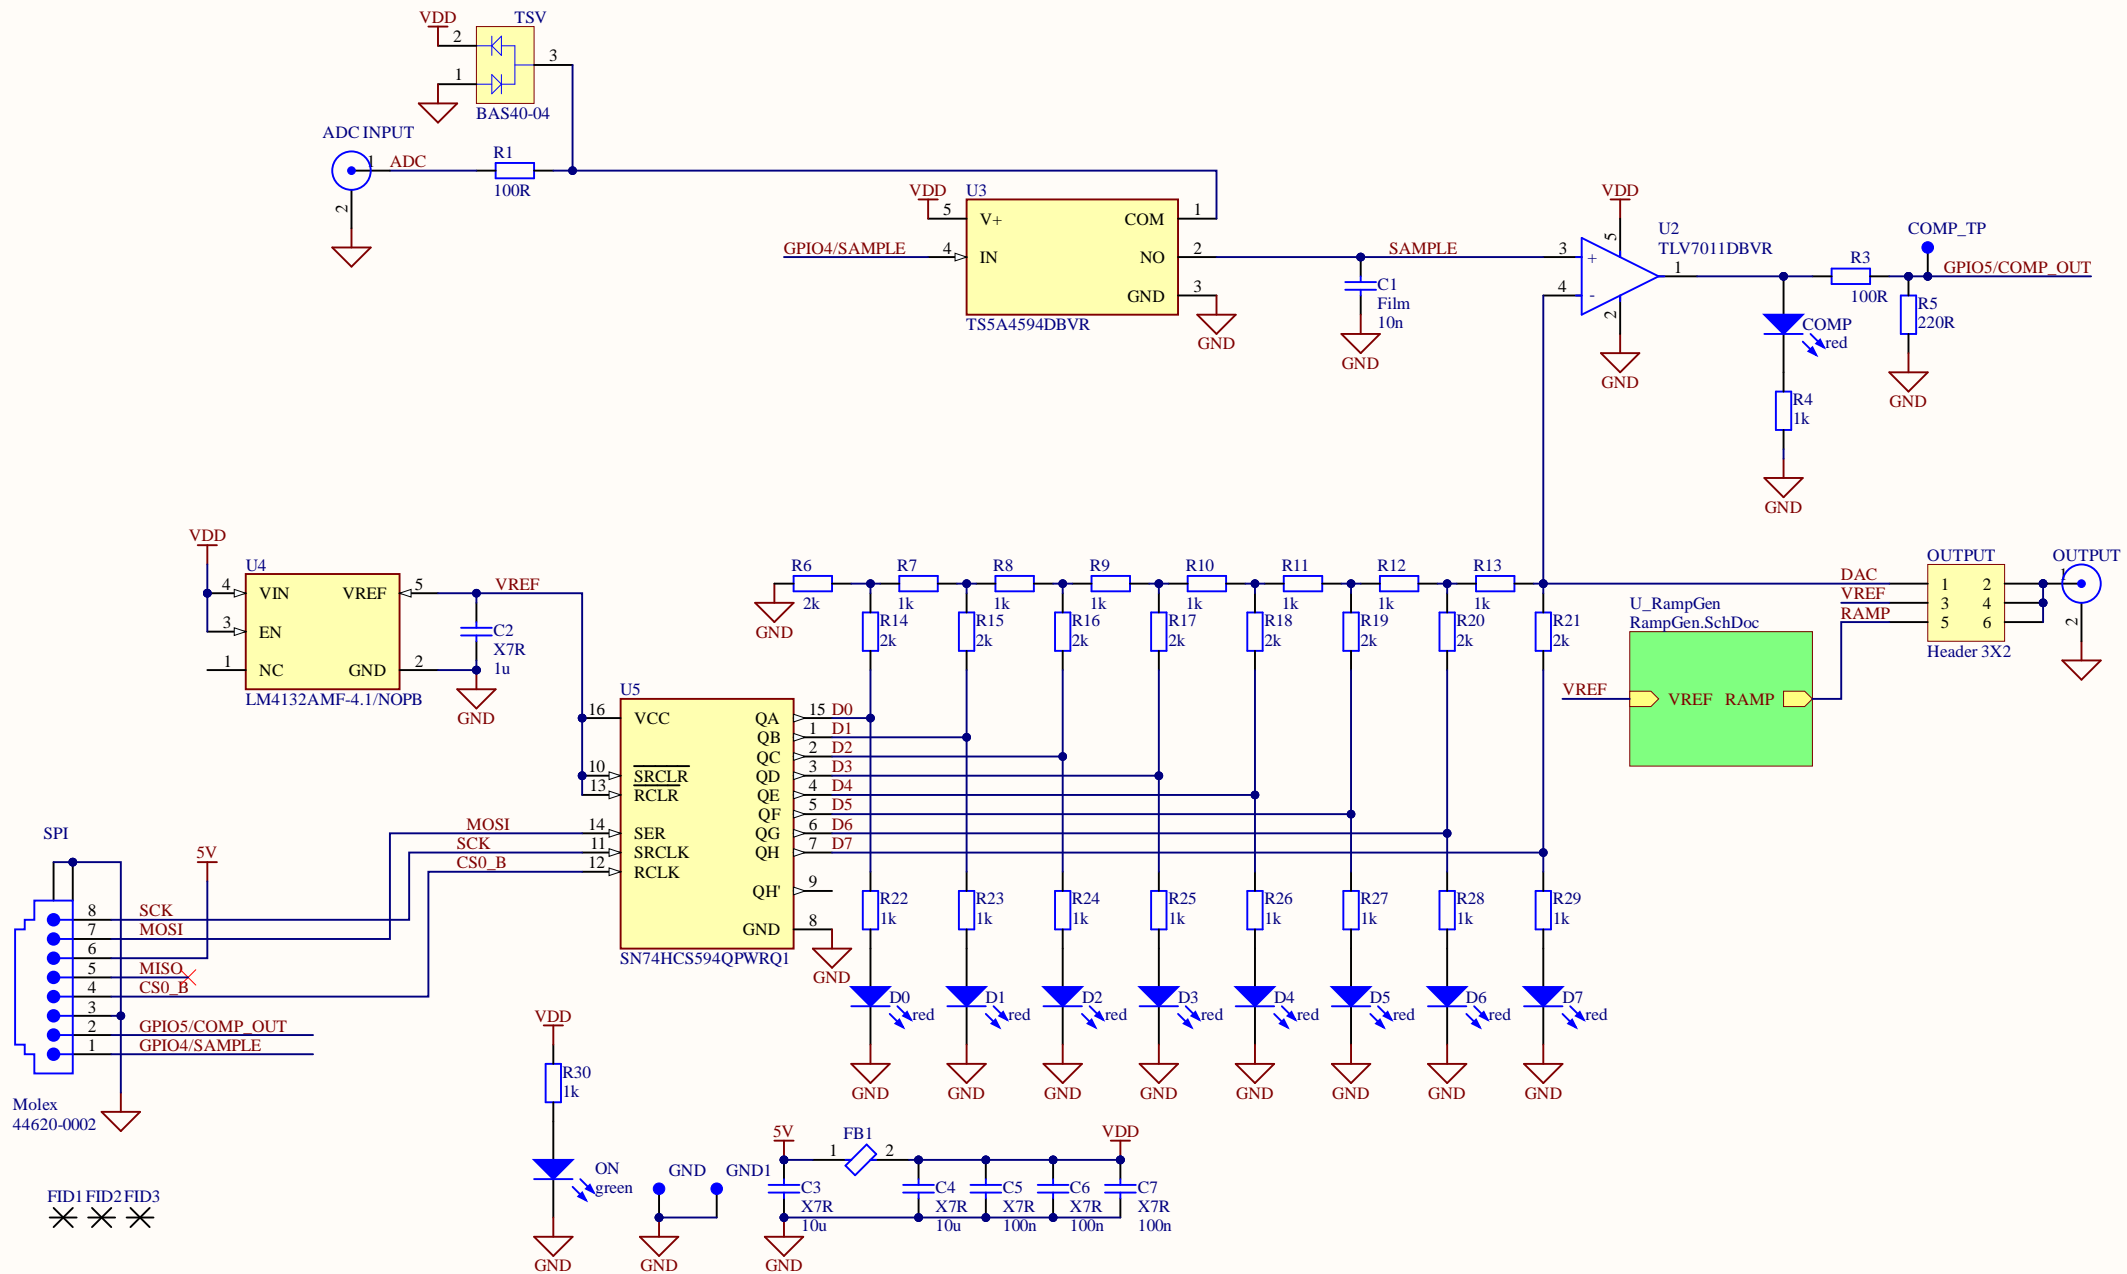 VDD
TSV
2
1
3
BAS40-04
ADC INPUT
1
2
ADC
R1
100R
VDD
U3
5
V+
COM
1
GPIO4/SAMPLE
4
IN
NO
2
GND
3
TS5A4594DBVR
GND
SAMPLE
C1
Film
10n
GND
VDD
U2
TLV7011DBVR
5
3
+
4
-
1
2
GND
COMP_TP
R3
100R
GPIO5/COMP_OUT
R5
220R
GND
COMP
red
R4
1k
GND
VDD
U4
4
VIN
VREF
5
3
EN
1
NC
GND
2
LM4132AMF-4.1/NOPB
VREF
C2
X7R
1u
GND
R6
2k
GND
R7
1k
R8
1k
R9
1k
R10
1k
R11
1k
R12
1k
R13
1k
R14
2k
R15
2k
R16
2k
R17
2k
R18
2k
R19
2k
R20
2k
R21
2k
DAC
VREF
RAMP
OUTPUT
1 2
3 4
5 6
Header 3X2
OUTPUT
1
2
U_RampGen
RampGen.SchDoc
VREF
VREF RAMP
U5
16
VCC
10
SRCLR
13
RCLR
14
SER
11
SRCLK
12
RCLK
QA 15 D0
QB 1 D1
QC 2 D2
QD 3 D3
QE 4 D4
QF 5 D5
QG 6 D6
QH 7 D7
QH' 9
GND 8
SN74HCS594QPWRQ1
GND
MOSI
SCK
CS0_B
SPI
5V
8 SCK
7 MOSI
6
5 MISO
4 CS0_B
3
2 GPIO5/COMP_OUT
1 GPIO4/SAMPLE
Molex
44620-0002
R22
1k
R23
1k
R24
1k
R25
1k
R26
1k
R27
1k
R28
1k
R29
1k
D0
red
D1
red
D2
red
D3
red
D4
red
D5
red
D6
red
D7
red
GND
GND
GND
GND
GND
GND
GND
GND
VDD
R30
1k
ON
green
GND
GND
GND1
GND
5V
1
FB1
2
VDD
C3
X7R
10u
C4
X7R
10u
C5
X7R
100n
C6
X7R
100n
C7
X7R
100n
GND
FID1 FID2 FID3